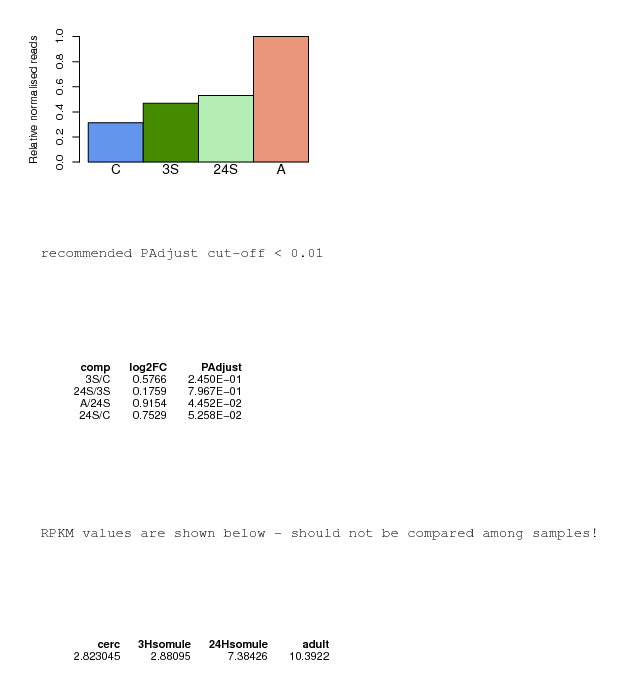 Relative normalised reads
1.0
0.8
0.6
0.4
0.2
0.0
C 3S 24S A
recommended PAdjust cut-off < 0.01
comp log2FC PAdjust
3S/C 0.5766 2.450E−01
24S/3S 0.1759 7.967E−01
A/24S 0.9154 4.452E−02
24S/C 0.7529 5.258E−02
RPKM values are shown below - should not be compared among samples!
cerc 3Hsomule 24Hsomule adult
2.823045 2.88095 7.38426 10.3922